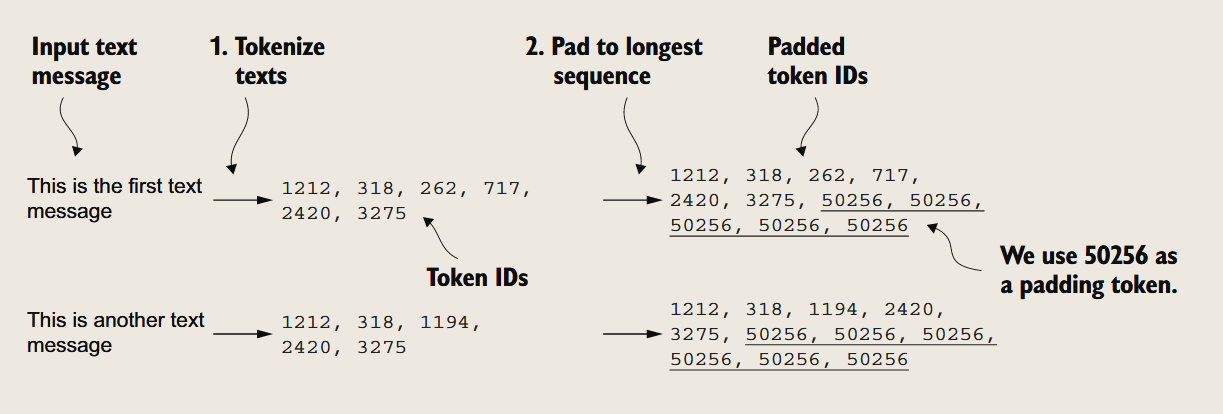 Input text
message
1. Tokenize
texts
2. Pad to longest
sequence
Padded
token IDs
This is the first text
message
1212, 318, 262, 717,
2420, 3275
Token IDs
1212, 318, 262, 717,
2420, 3275, 50256, 50256,
50256, 50256, 50256
We use 50256 as
a padding token.
This is another text
message
1212, 318, 1194,
2420, 3275
1212, 318, 1194, 2420,
3275, 50256, 50256, 50256,
50256, 50256, 50256